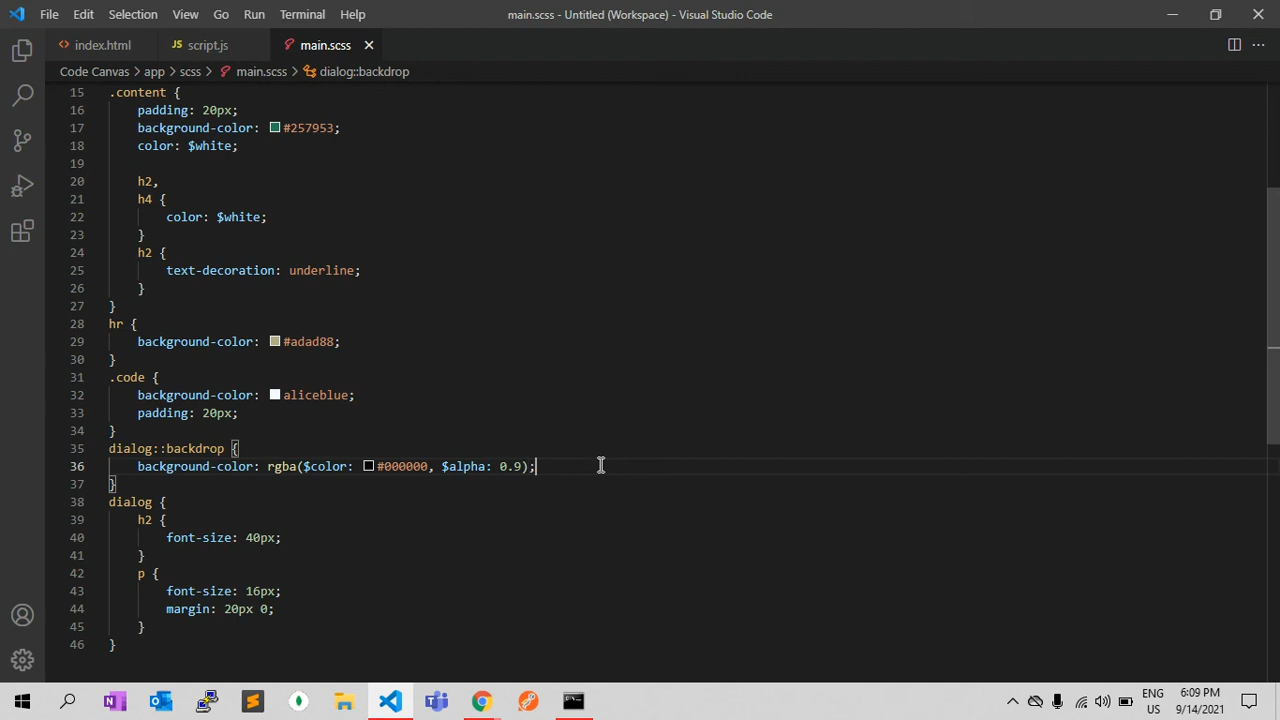 File Edit Selection View Go Run Terminal Help
main.scss - Untitled (Workspace) - Visual Studio Code
index.html
JS script.js
main.scss
Code Canvas > app > scss > main.scss > dialog::backdrop
15 .content {
16 padding: 20px;
17 background-color: #257953;
18 color: $white;
19
20 h2,
21 h4 {
22 color: $white;
23 }
24 h2 {
25 text-decoration: underline;
26 }
27 }
28 hr {
29 background-color: #adad88;
30 }
31 .code {
32 background-color: aliceblue;
33 padding: 20px;
34 }
35 dialog::backdrop {
36 background-color: rgba($color: #000000, $alpha: 0.9);
37 }
38 dialog {
39 h2 {
40 font-size: 40px;
41 }
42 p {
43 font-size: 16px;
44 margin: 20px 0;
45 }
46 }
ENG
US
6:09 PM
9/14/2021